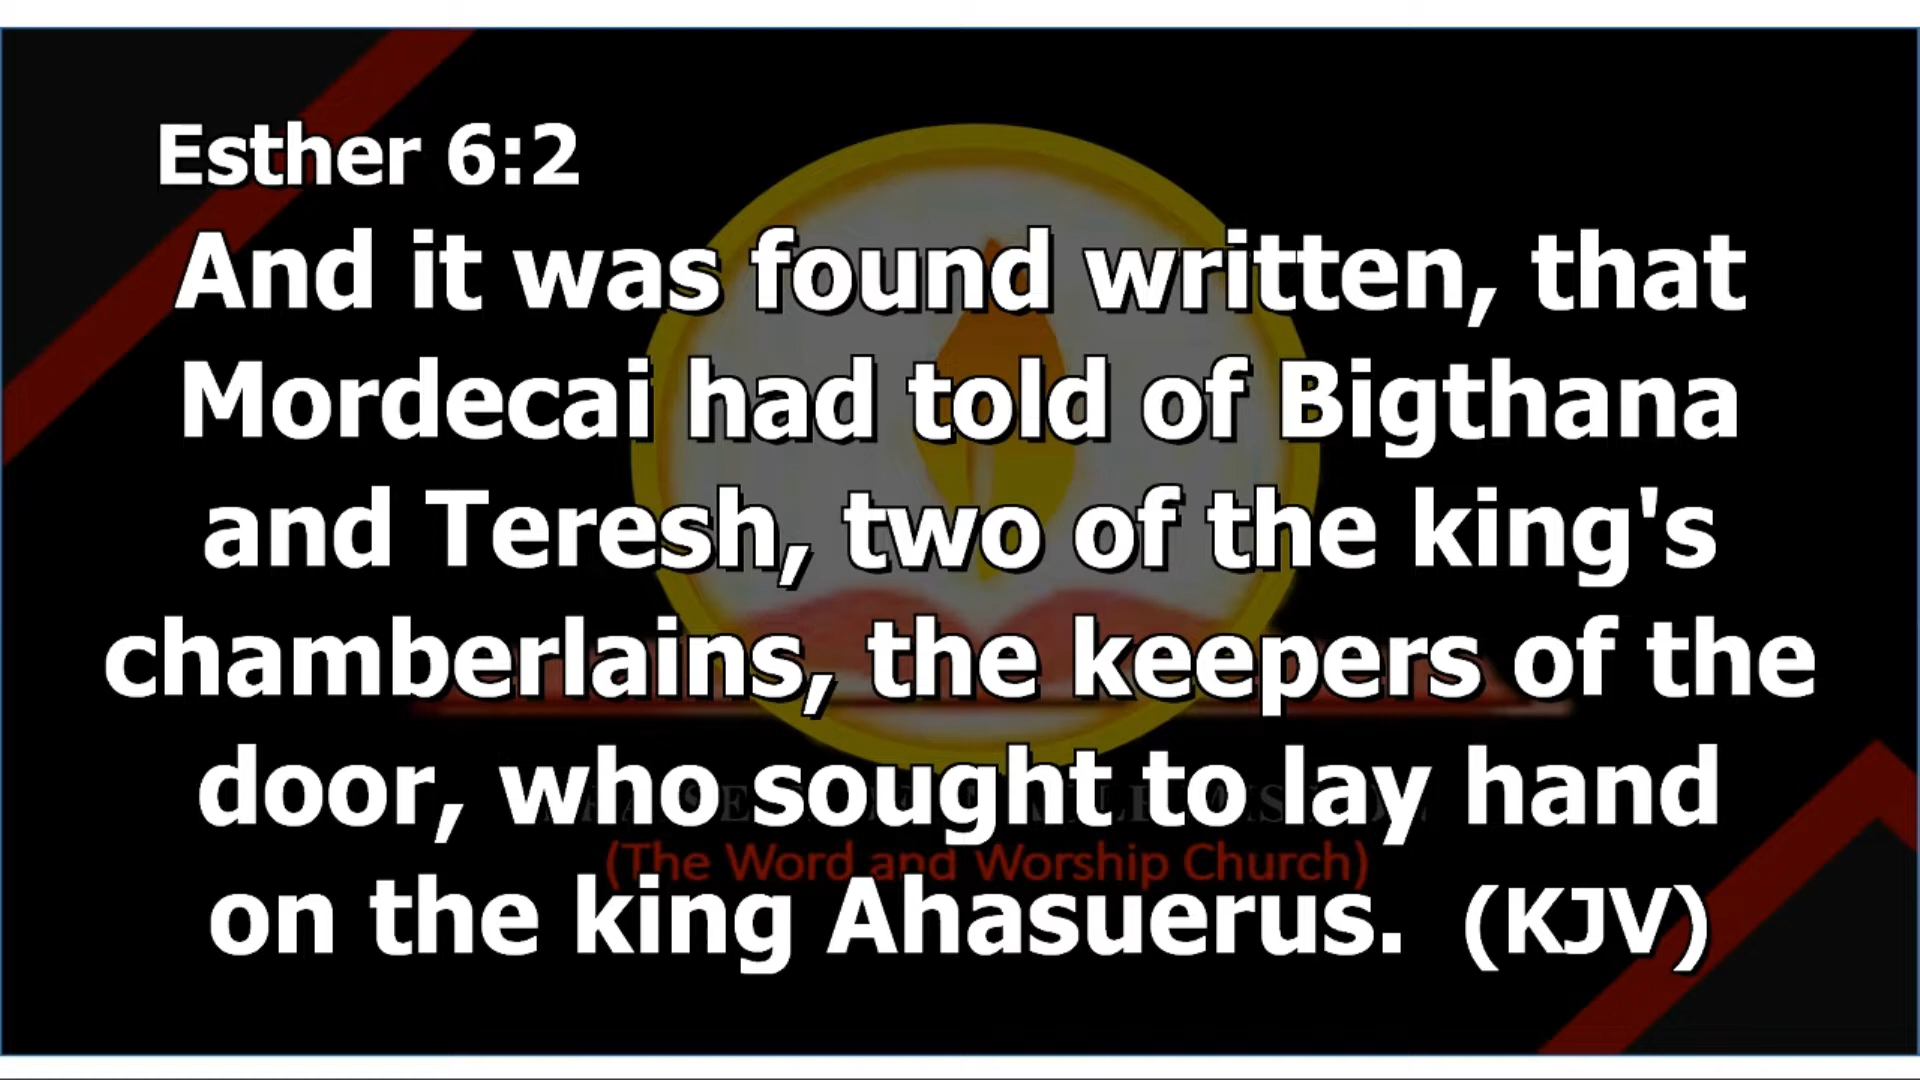 Esther 6:2
And it was found written, that
Mordecai had told of Bigthana
and Teresh, two of the king's
chamberlains, the keepers of the
door, who sought to lay hand
(The Word and Worship Church)
on the king Ahasuerus. (KJV)